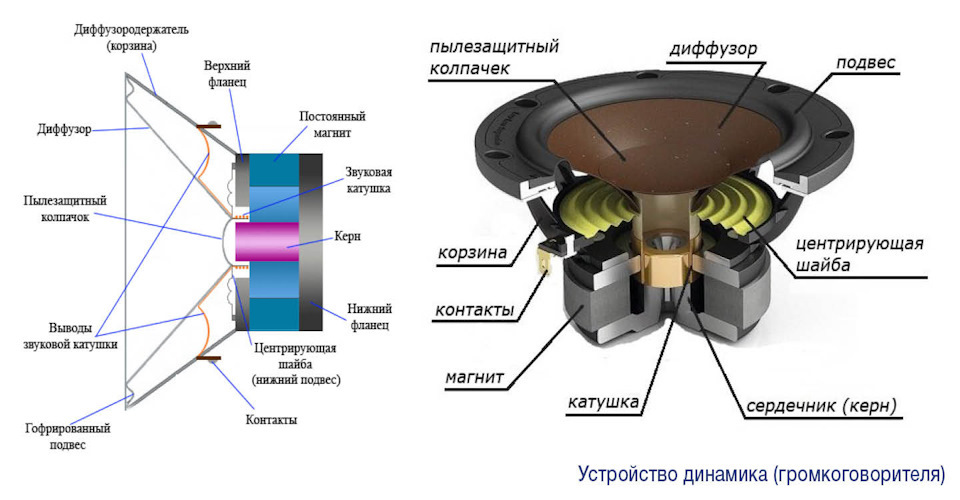 Диффузородержатель
(корзина)
Верхний
фланец
Диффузор
Постоянный
магнит
Звуковая
катушка
Пылезащитный
колпачок
Керн
Выводы
звуковой катушки
Нижний
фланец
Центрирующая
шайба
(нижний подвес)
Гофрированный
подвес
Контакты
пылезащитный
колпачек
диффузор
подвес
корзина
центрирующая
шайба
контакты
магнит
катушка
сердечник (керн)
Устройство динамика (громкоговорителя)